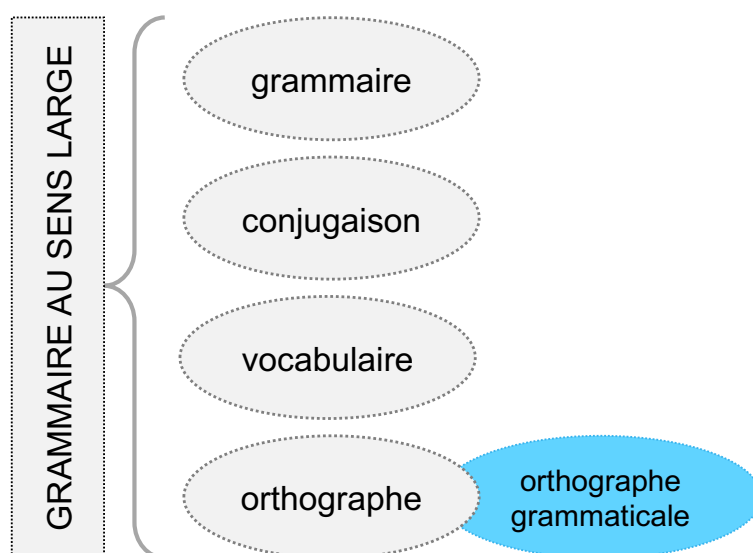 GRAMMAIRE AU SENS LARGE
grammaire
conjugaison
vocabulaire
orthographe
orthographe
grammaticale